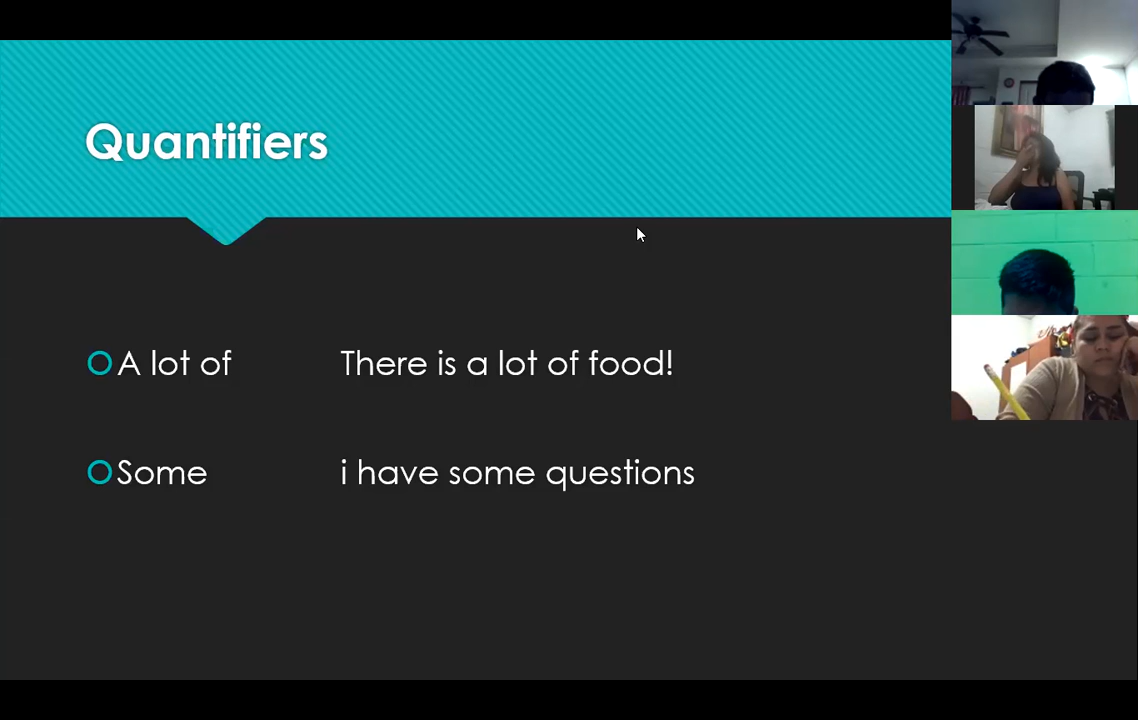 Quantifiers
A lot of There is a lot of food!
Some i have some questions